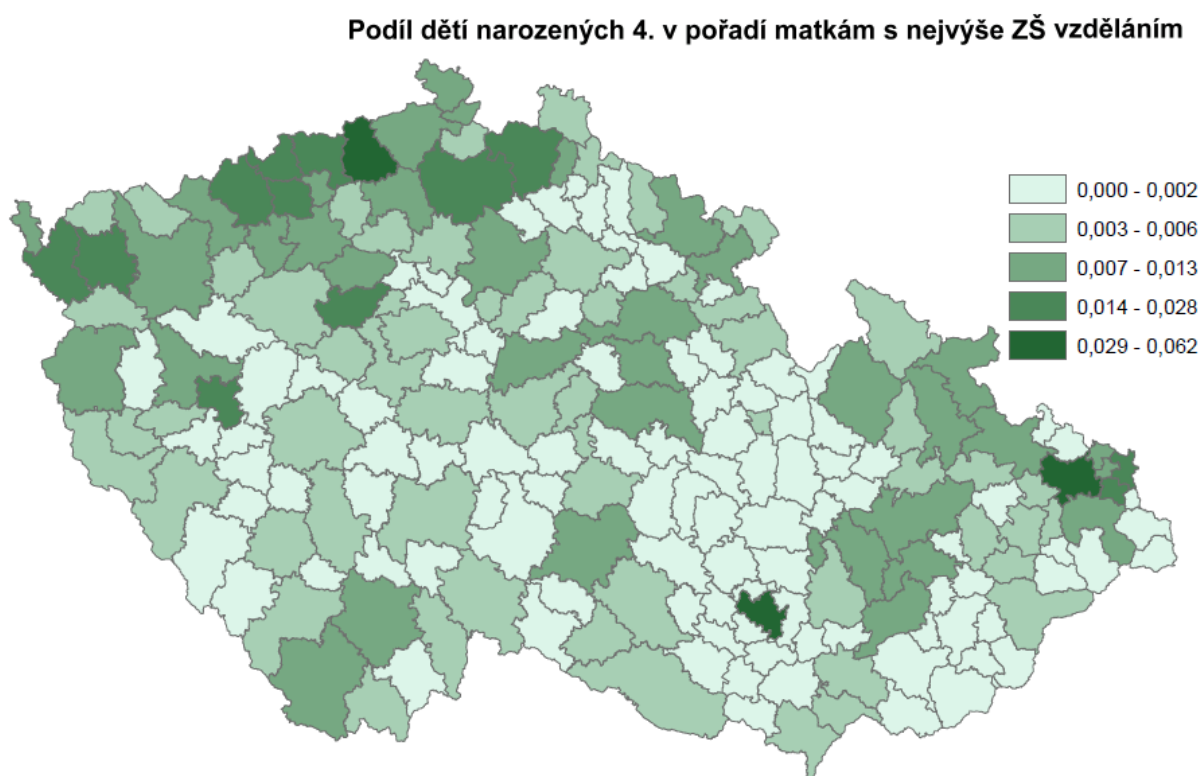 Podíl dětí narozených 4. v pořadí matkám s nejvýše ZŠ vzděláním
0,000 - 0,002
0,003 - 0,006
0,007 - 0,013
0,014 - 0,028
0,029 - 0,062